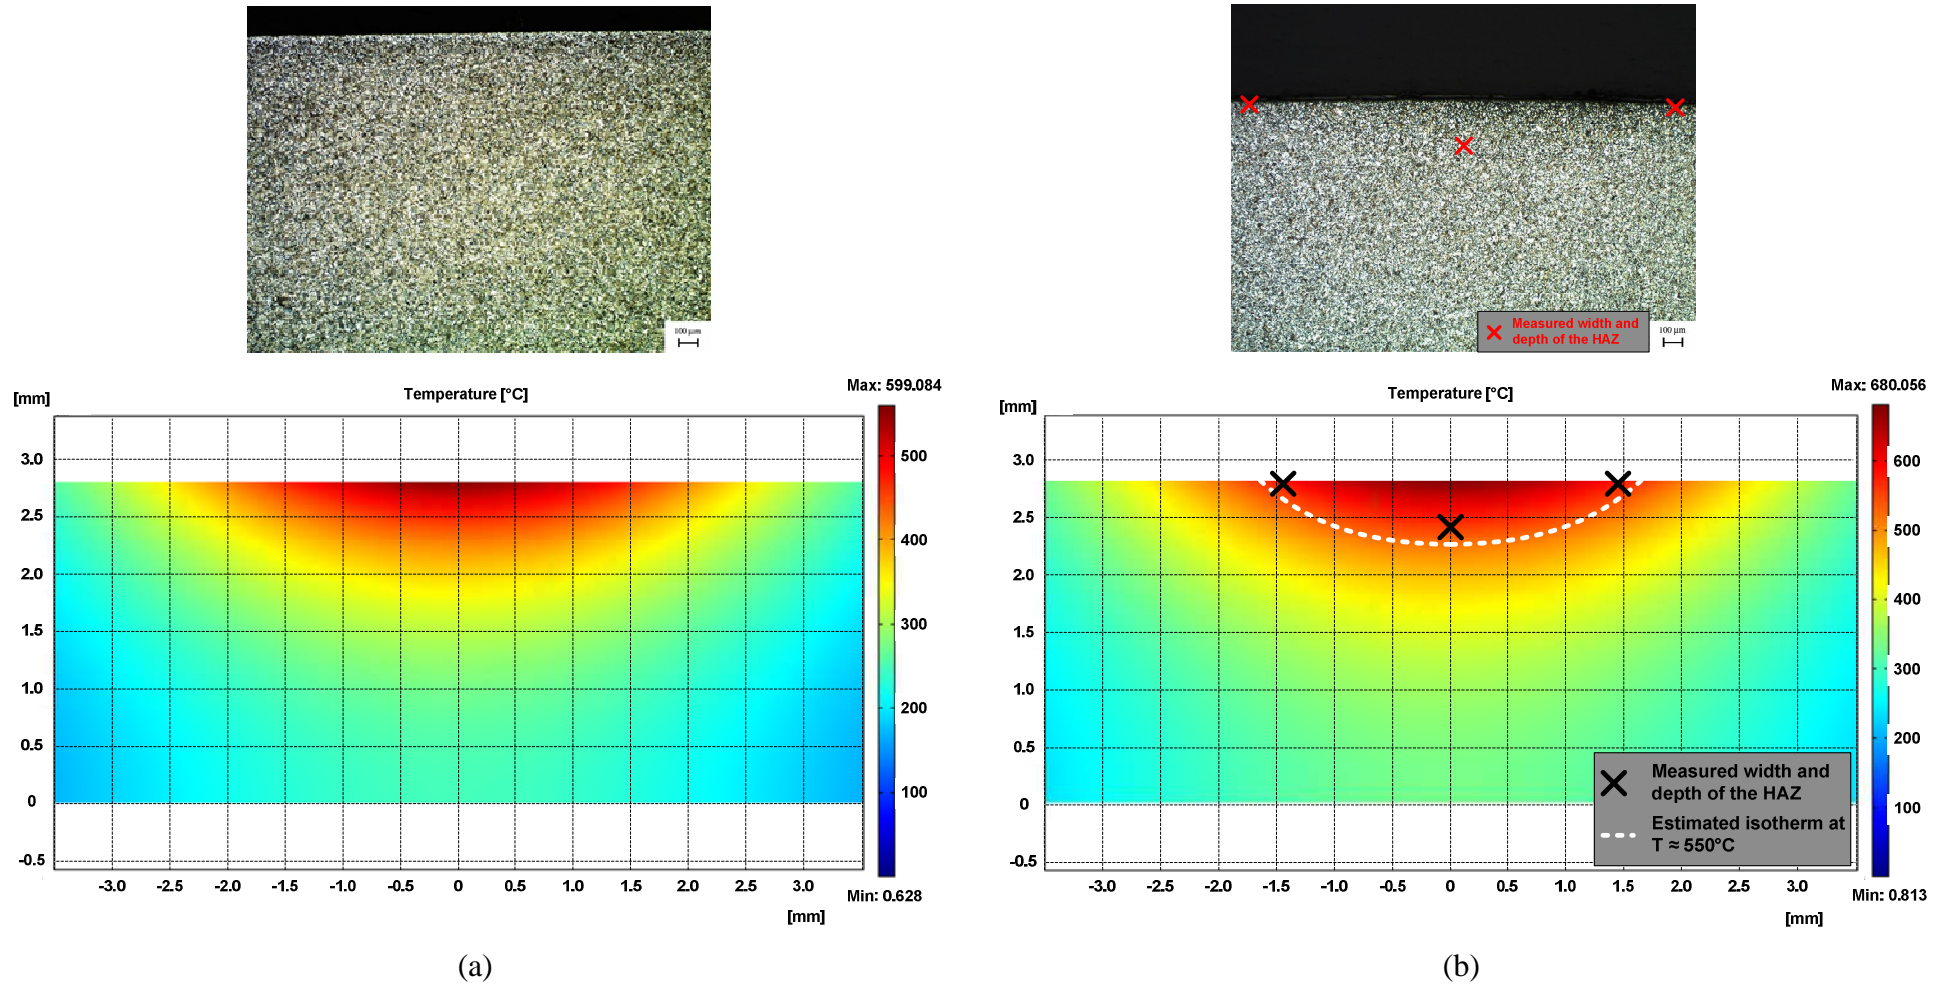 100 µm
Measured width and
depth of the HAZ
100 µm
[mm]
Temperature [°C]
Max: 599.084
3.0
2.5
2.0
1.5
1.0
0.5
0
-0.5
-3.0 -2.5 -2.0 -1.5 -1.0 -0.5 0 0.5 1.0 1.5 2.0 2.5 3.0
[mm]
500
400
300
200
100
Min: 0.628
[mm]
Temperature [°C]
Max: 680.056
3.0
2.5
2.0
1.5
1.0
0.5
0
-0.5
-3.0 -2.5 -2.0 -1.5 -1.0 -0.5 0 0.5 1.0 1.5 2.0 2.5 3.0
[mm]
600
500
400
300
200
100
Min: 0.813
Measured width and
depth of the HAZ
Estimated isotherm at
T ≈ 550°C
(a)
(b)